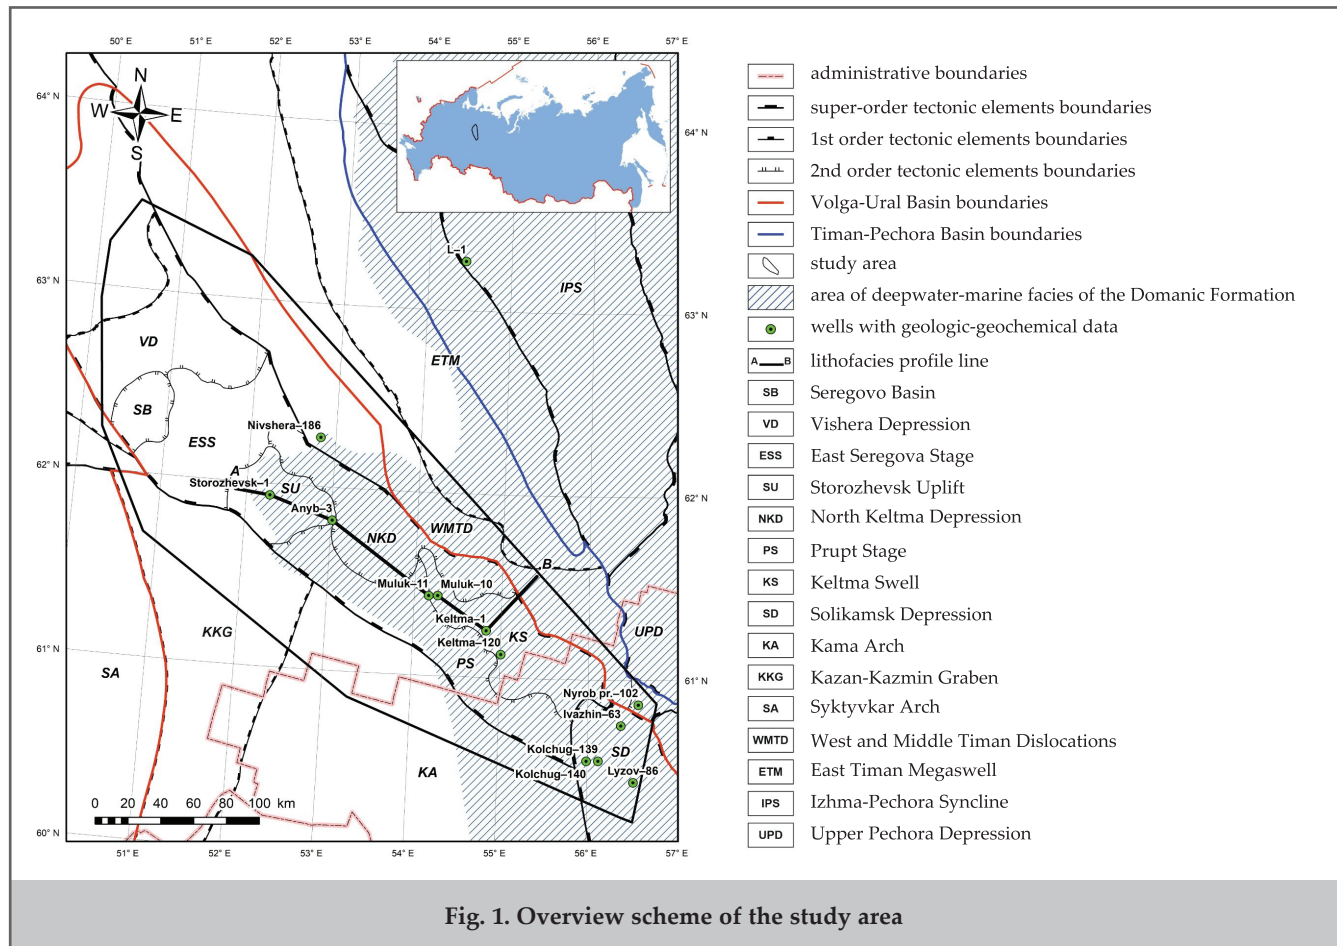 50° E 51° E 52° E 53° E 54° E 55° E 56° E 57° E
64° N
N
W E
S
64° N
63° N
L–1
IPS
63° N
VD
ETM
SB
Nivshera–186
ESS
62° N
A
Storozhevsk–1
SU
62° N
Anyb–3
NKD
WMTD
B
Muluk–11
Muluk–10
Keltma–1
KS
Keltma–120
KKG
UPD
61° N
PS
SA
61° N
Nyrob pr.–102
Ivazhin–63
Kolchug–139
SD
KA
Kolchug–140
Lyzov–86
0 20 40 60 80 100 km
60° N
51° E 52° E 53° E 54° E 55° E 56° E 57° E
administrative boundaries
super-order tectonic elements boundaries
1st order tectonic elements boundaries
2nd order tectonic elements boundaries
Volga-Ural Basin boundaries
Timan-Pechora Basin boundaries
study area
area of deepwater-marine facies of the Domanic Formation
wells with geologic-geochemical data
A B lithofacies profile line
SB Seregovo Basin
VD Vishera Depression
ESS East Seregova Stage
SU Storozhevsk Uplift
NKD North Keltma Depression
PS Prupt Stage
KS Keltma Swell
SD Solikamsk Depression
KA Kama Arch
KKG Kazan-Kazmin Graben
SA Syktyvkar Arch
WMTD West and Middle Timan Dislocations
ETM East Timan Megaswell
IPS Izhma-Pechora Syncline
UPD Upper Pechora Depression
Fig. 1. Overview scheme of the study area